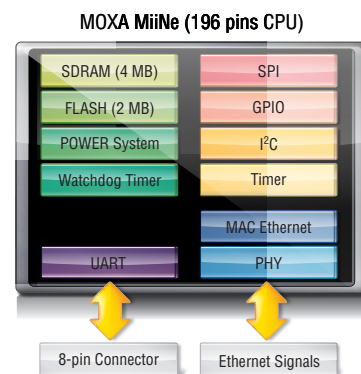 MOXA MiiNe (196 pins CPU)
SDRAM (4 MB)
SPI
FLASH (2 MB)
GPIO
POWER System
I²C
Watchdog Timer
Timer
MAC Ethernet
UART
PHY
8-pin Connector
Ethernet Signals